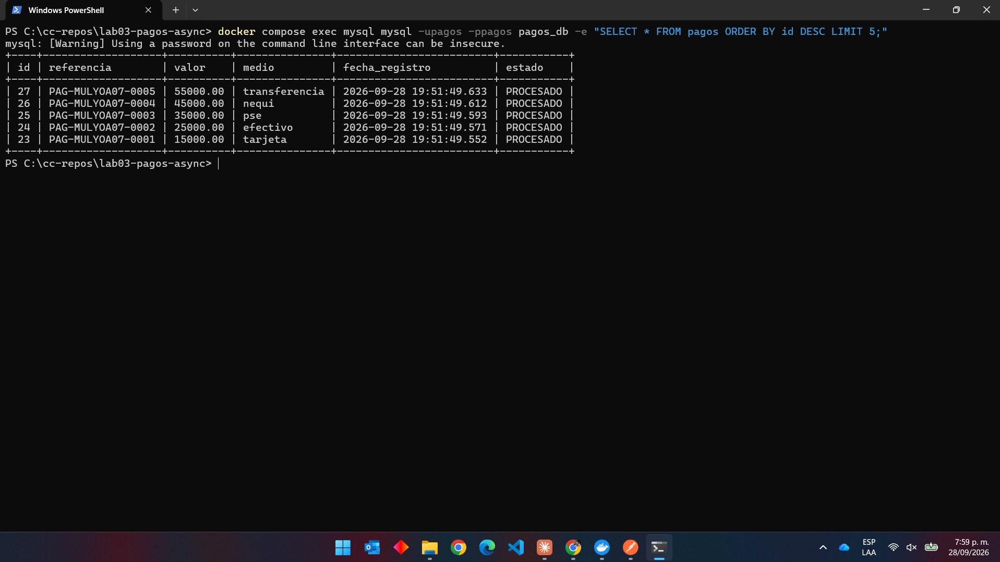 Windows PowerShell
PS C:\cc-repos\lab03-pagos-async> docker compose exec mysql mysql -upagos -ppagos pagos_db -e "SELECT * FROM pagos ORDER BY id DESC LIMIT 5;"
mysql: [Warning] Using a password on the command line interface can be insecure.
+----+-------------------+----------+---------------+-------------------------+-----------+
| id | referencia        | valor    | medio         | fecha_registro          | estado    |
+----+-------------------+----------+---------------+-------------------------+-----------+
| 27 | PAG-MULYOA07-0005 | 55000.00 | transferencia | 2026-09-28 19:51:49.633 | PROCESADO |
| 26 | PAG-MULYOA07-0004 | 45000.00 | nequi         | 2026-09-28 19:51:49.612 | PROCESADO |
| 25 | PAG-MULYOA07-0003 | 35000.00 | pse           | 2026-09-28 19:51:49.593 | PROCESADO |
| 24 | PAG-MULYOA07-0002 | 25000.00 | efectivo      | 2026-09-28 19:51:49.571 | PROCESADO |
| 23 | PAG-MULYOA07-0001 | 15000.00 | tarjeta       | 2026-09-28 19:51:49.552 | PROCESADO |
+----+-------------------+----------+---------------+-------------------------+-----------+
PS C:\cc-repos\lab03-pagos-async>
ESP
LAA
7:59 p. m.
28/09/2026